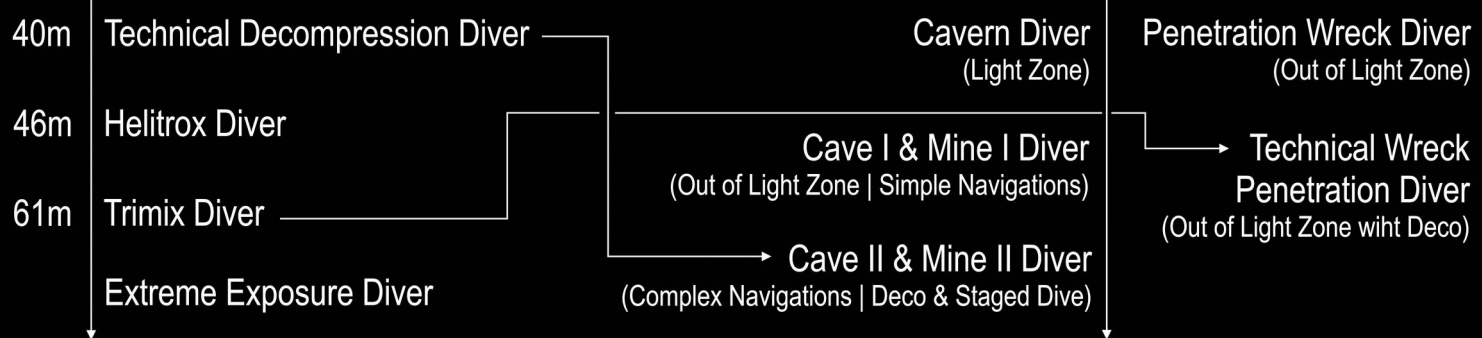 40m Technical Decompression Diver
46m Helitrox Diver
61m Trimix Diver
Extreme Exposure Diver
Cavern Diver
(Light Zone)
Cave I & Mine I Diver
(Out of Light Zone | Simple Navigations)
Cave II & Mine II Diver
(Complex Navigations | Deco & Staged Dive)
Penetration Wreck Diver
(Out of Light Zone)
Technical Wreck
Penetration Diver
(Out of Light Zone wiht Deco)